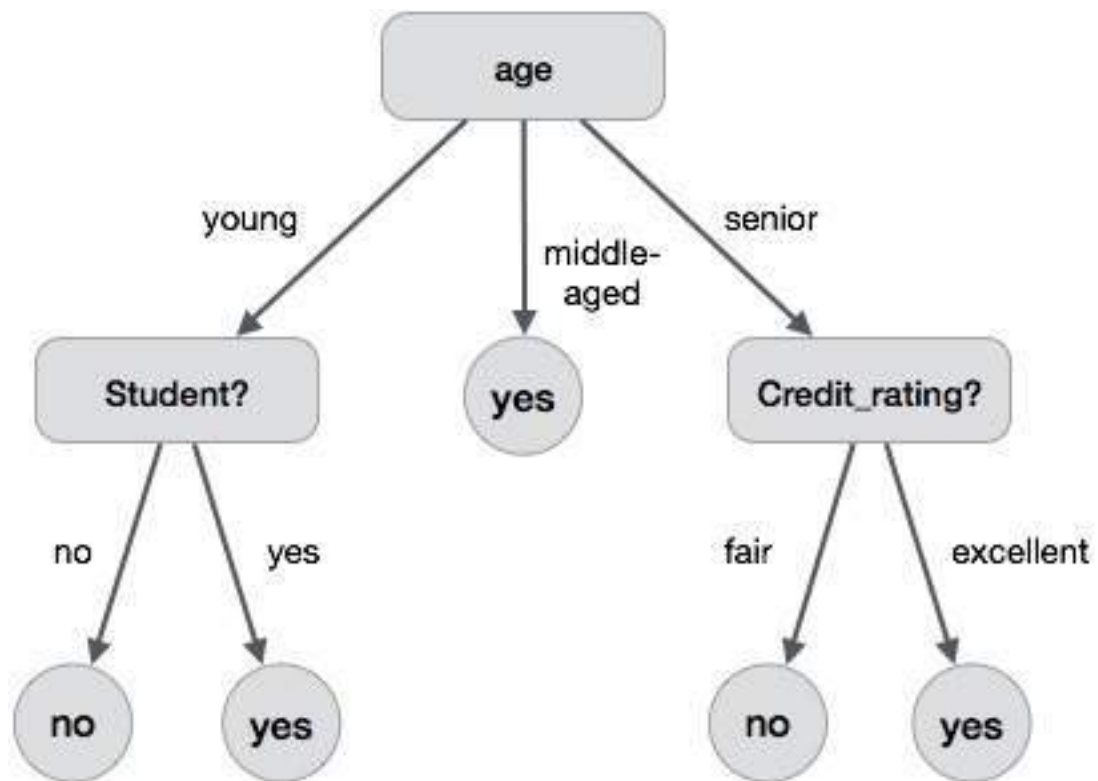 age
young
senior
middle-
aged
Student?
yes
Credit_rating?
no
yes
fair
excellent
no
yes
no
yes